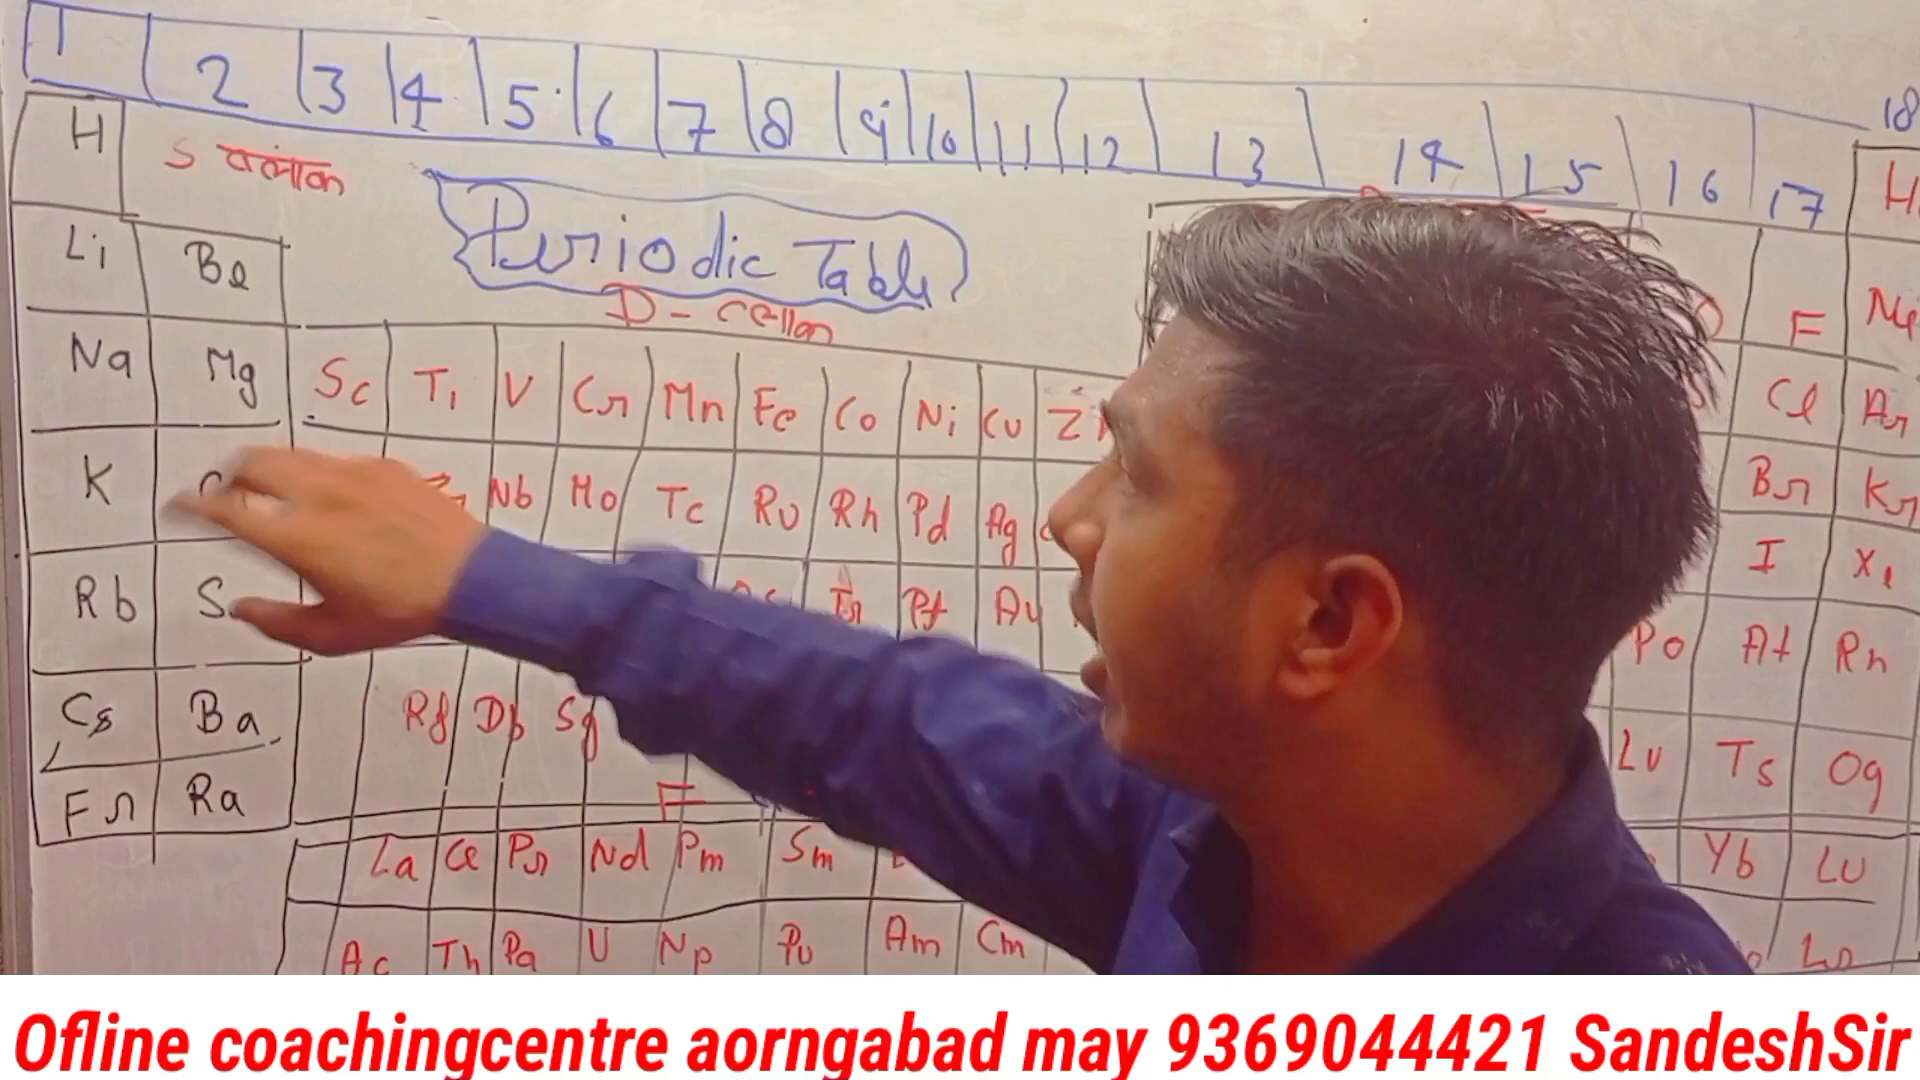 1 2 3 4 5 6 7 8 9 10 11 12 13 14 15 16 17 18
H
Li Be F Ne
Periodic Table
Na Mg Sc Ti V Cr Mn Fe Co Ni Cu Cl Ar
K Nb Mo Tc Ru Rh Pd Ag Br Kr
Rb Ir Pt Au I Xe
Cs Ba Rf Db Sg Po At Rn
Fr Ra Lv Ts Og
F
La Ce Pr Nd Pm Sm Yb Lu
Ac Th Pa U Np Pu Am Cm
Ofline coachingcentre aorngabad may 9369044421 SandeshSir